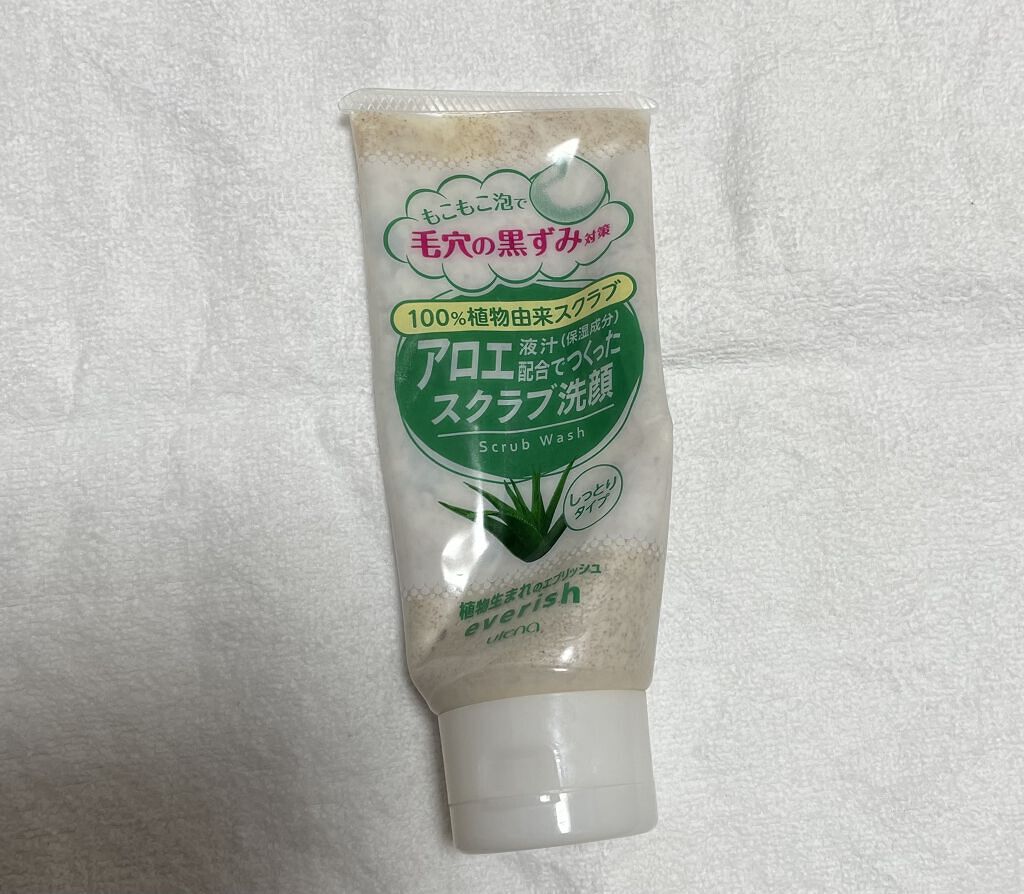 もこもこ泡で
毛穴の黒ずみ対策
100%植物由来スクラブ
アロエ液汁(保湿成分)
配合でつくった
スクラブ洗顔
Scrub Wash
しっとり
タイプ
植物生まれのエブリッシュ
everish
utena